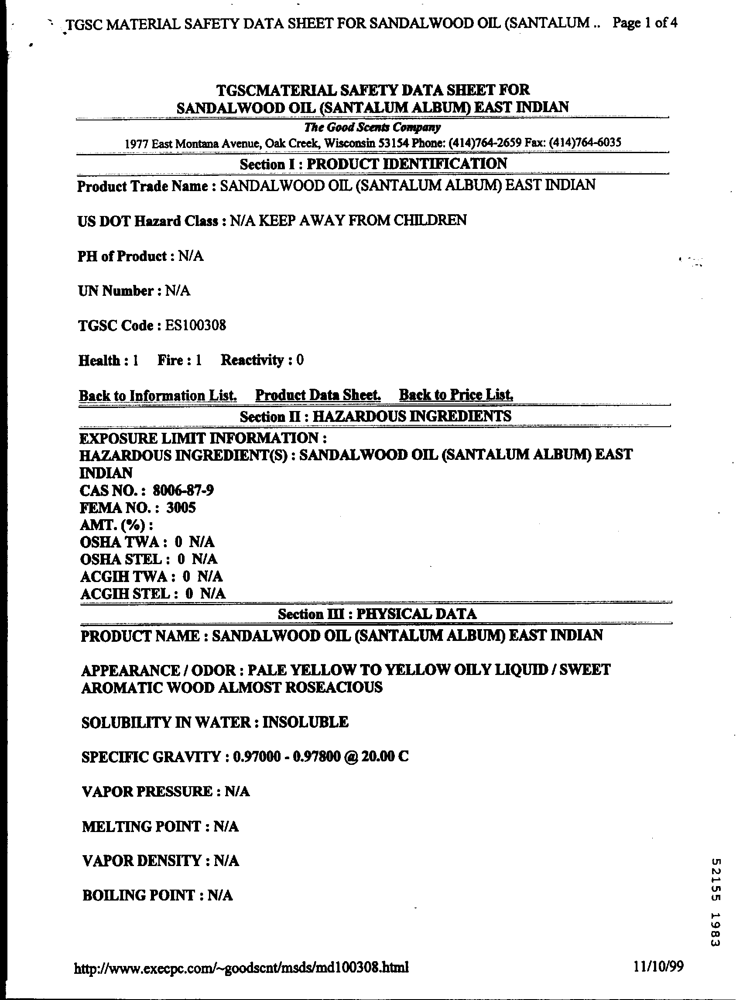 TGSC MATERIAL SAFETY DATA SHEET FOR SANDALWOOD OIL (SANTALUM .. Page 1 of 4
TGSCMATERIAL SAFETY DATA SHEET FOR
SANDALWOOD OIL (SANTALUM ALBUM) EAST INDIAN
The Good Scents Company
1977 East Montana Avenue, Oak Creek, Wisconsin 53154 Phone: (414)764-2659 Fax: (414)764-6035
Section I : PRODUCT IDENTIFICATION
Product Trade Name : SANDALWOOD OIL (SANTALUM ALBUM) EAST INDIAN
US DOT Hazard Class : N/A KEEP AWAY FROM CHILDREN
PH of Product : N/A
UN Number : N/A
TGSC Code : ES100308
Health : 1 Fire : 1 Reactivity : 0
Back to Information List. Product Data Sheet. Back to Price List.
Section II : HAZARDOUS INGREDIENTS
EXPOSURE LIMIT INFORMATION :
HAZARDOUS INGREDIENT(S) : SANDALWOOD OIL (SANTALUM ALBUM) EAST
INDIAN
CAS NO. : 8006-87-9
FEMA NO. : 3005
AMT. (%) :
OSHA TWA : 0 N/A
OSHA STEL : 0 N/A
ACGIH TWA : 0 N/A
ACGIH STEL : 0 N/A
Section III : PHYSICAL DATA
PRODUCT NAME : SANDALWOOD OIL (SANTALUM ALBUM) EAST INDIAN
APPEARANCE / ODOR : PALE YELLOW TO YELLOW OILY LIQUID / SWEET
AROMATIC WOOD ALMOST ROSEACIOUS
SOLUBILITY IN WATER : INSOLUBLE
SPECIFIC GRAVITY : 0.97000 - 0.97800 @ 20.00 C
VAPOR PRESSURE : N/A
MELTING POINT : N/A
VAPOR DENSITY : N/A
BOILING POINT : N/A
52155 1983
http://www.execpc.com/~goodscnt/msds/md100308.html 11/10/99